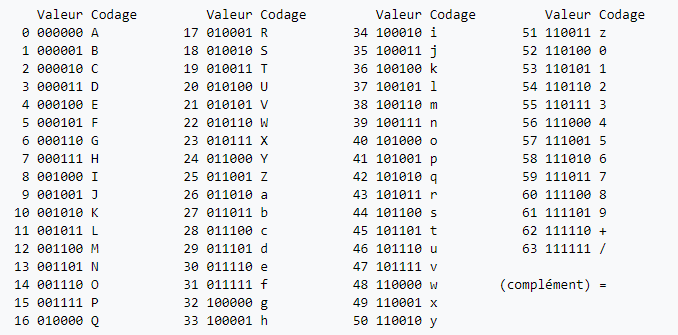 Valeur Codage Valeur Codage Valeur Codage Valeur Codage
0 000000 A 17 010001 R 34 100010 i 51 110011 z
1 000001 B 18 010010 S 35 100011 j 52 110100 0
2 000010 C 19 010011 T 36 100100 k 53 110101 1
3 000011 D 20 010100 U 37 100101 l 54 110110 2
4 000100 E 21 010101 V 38 100110 m 55 110111 3
5 000101 F 22 010110 W 39 100111 n 56 111000 4
6 000110 G 23 010111 X 40 101000 o 57 111001 5
7 000111 H 24 011000 Y 41 101001 p 58 111010 6
8 001000 I 25 011001 Z 42 101010 q 59 111011 7
9 001001 J 26 011010 a 43 101011 r 60 111100 8
10 001010 K 27 011011 b 44 101100 s 61 111101 9
11 001011 L 28 011100 c 45 101101 t 62 111110 +
12 001100 M 29 011101 d 46 101110 u 63 111111 /
13 001101 N 30 011110 e 47 101111 v
14 001110 O 31 011111 f 48 110000 w (complément) =
15 001111 P 32 100000 g 49 110001 x
16 010000 Q 33 100001 h 50 110010 y